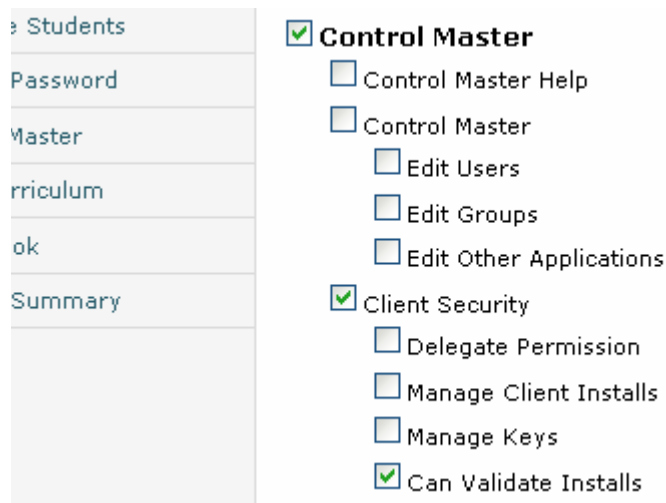 Students
Password
Master
rriculum
ok
Summary
Control Master
Control Master Help
Control Master
Edit Users
Edit Groups
Edit Other Applications
Client Security
Delegate Permission
Manage Client Installs
Manage Keys
Can Validate Installs